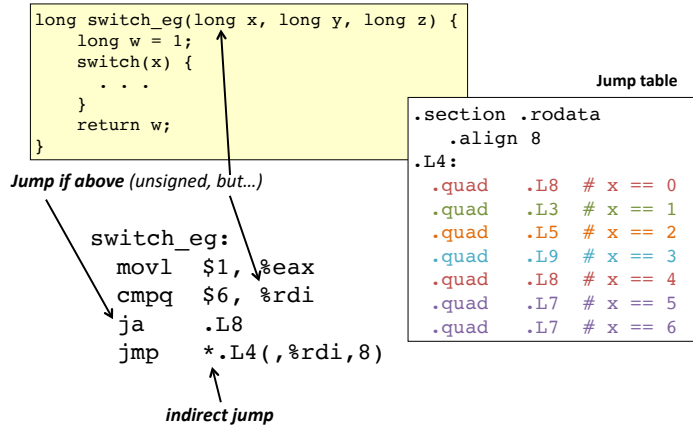 long switch_eg(long x, long y, long z) {
    long w = 1;
    switch(x) {
      . . .
    }
    return w;
}
Jump if above (unsigned, but…)
switch_eg:
  movl   $1, %eax
  cmpq   $6, %rdi
  ja     .L8
  jmp    *.L4(,%rdi,8)
indirect jump
Jump table
.section .rodata
  .align 8
.L4:
  .quad   .L8  # x == 0
  .quad   .L3  # x == 1
  .quad   .L5  # x == 2
  .quad   .L9  # x == 3
  .quad   .L8  # x == 4
  .quad   .L7  # x == 5
  .quad   .L7  # x == 6